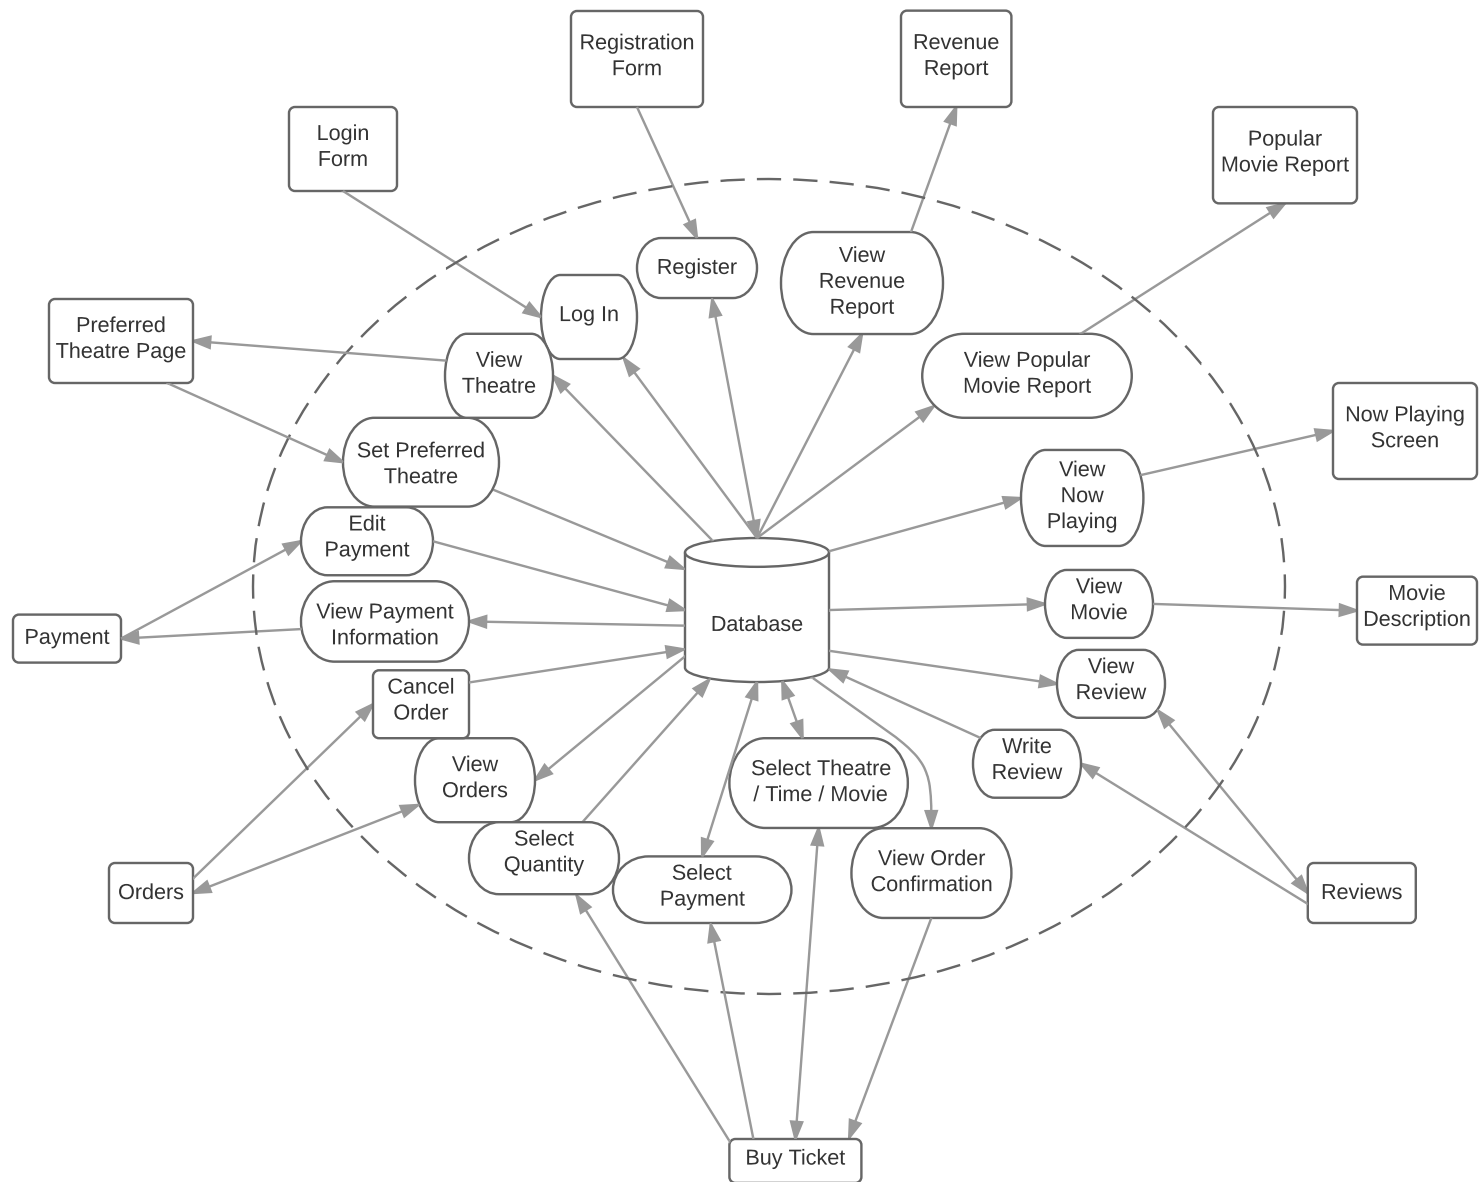 Registration
Form
Revenue
Report
Login
Form
Popular
Movie Report
Register
View
Revenue
Report
Log In
Preferred
Theatre Page
View
Theatre
View Popular
Movie Report
Set Preferred
Theatre
Now Playing
Screen
View
Now
Playing
Edit
Payment
View Payment
Information
Payment
Database
View
Movie
Movie
Description
Cancel
Order
View
Review
View
Orders
Select Theatre
/ Time / Movie
Write
Review
Select
Quantity
Select
Payment
View Order
Confirmation
Orders
Reviews
Buy Ticket